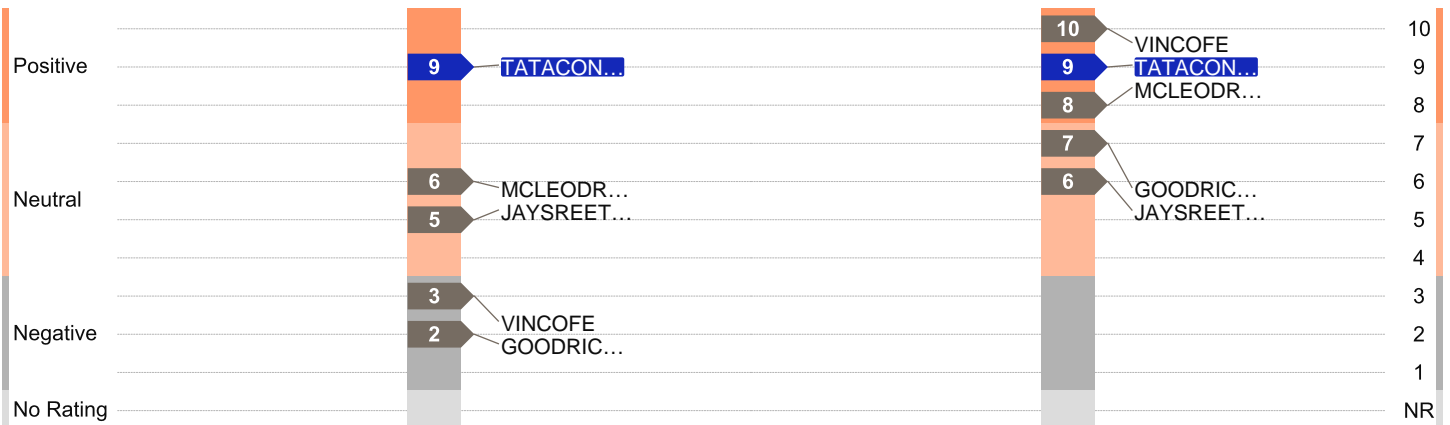 10
10
VINCOFE
Positive
9
TATACON…
9
TATACON…
9
MCLEODR…
8
8
7
7
6
MCLEODR…
6
GOODRIC…
6
Neutral
5
JAYSREET…
JAYSREET…
5
4
3
3
VINCOFE
Negative
2
GOODRIC…
2
1
No Rating
NR